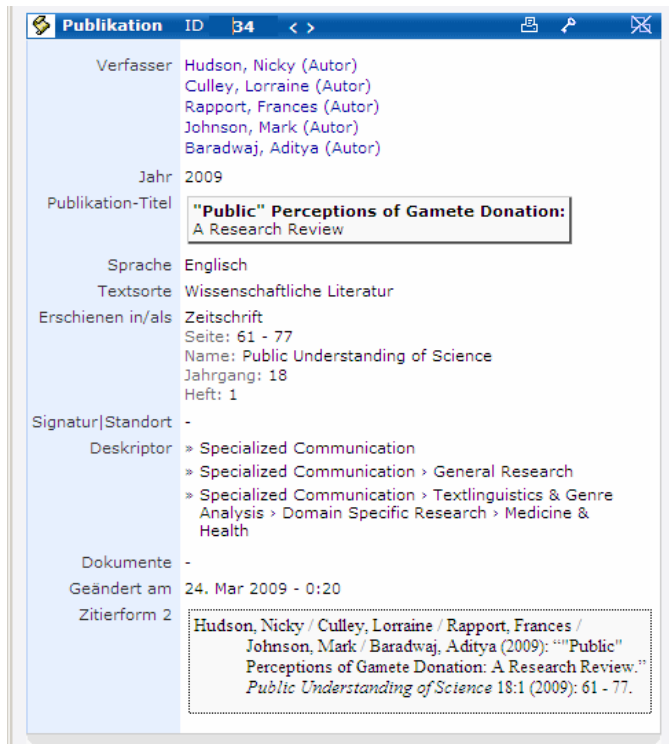 Publikation ID 34 < >
Verfasser Hudson, Nicky (Autor)
Culley, Lorraine (Autor)
Rapport, Frances (Autor)
Johnson, Mark (Autor)
Baradwaj, Aditya (Autor)
Jahr 2009
Publikation-Titel "Public" Perceptions of Gamete Donation:
A Research Review
Sprache Englisch
Textsorte Wissenschaftliche Literatur
Erschienen in/als Zeitschrift
Seite: 61 - 77
Name: Public Understanding of Science
Jahrgang: 18
Heft: 1
Signatur|Standort -
Deskriptor » Specialized Communication
» Specialized Communication › General Research
» Specialized Communication › Textlinguistics & Genre
Analysis › Domain Specific Research › Medicine &
Health
Dokumente -
Geändert am 24. Mar 2009 - 0:20
Zitierform 2 Hudson, Nicky / Culley, Lorraine / Rapport, Frances /
Johnson, Mark / Baradwaj, Aditya (2009): “"Public"
Perceptions of Gamete Donation: A Research Review.”
Public Understanding of Science 18:1 (2009): 61 - 77.